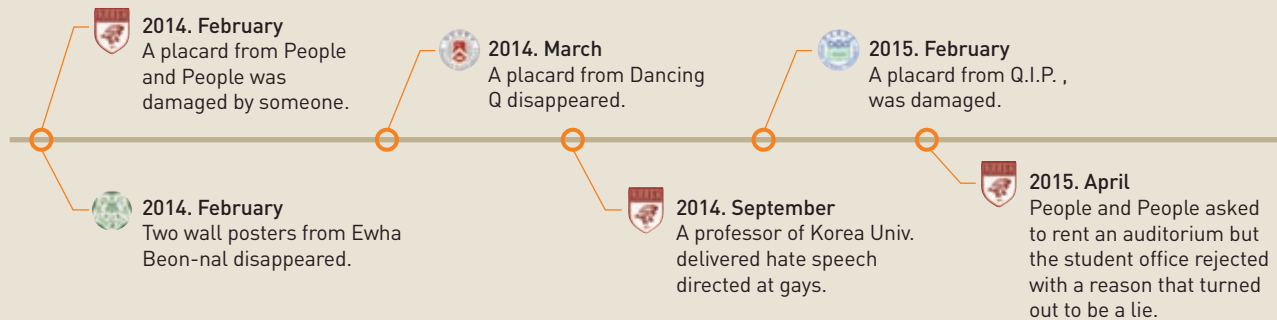 2014. February
A placard from People
and People was
damaged by someone.
2014. February
Two wall posters from Ewha
Beon-nal disappeared.
2014. March
A placard from Dancing
Q disappeared.
2014. September
A professor of Korea Univ.
delivered hate speech
directed at gays.
2015. February
A placard from Q.I.P. ,
was damaged.
2015. April
People and People asked
to rent an auditorium but
the student office rejected
with a reason that turned
out to be a lie.